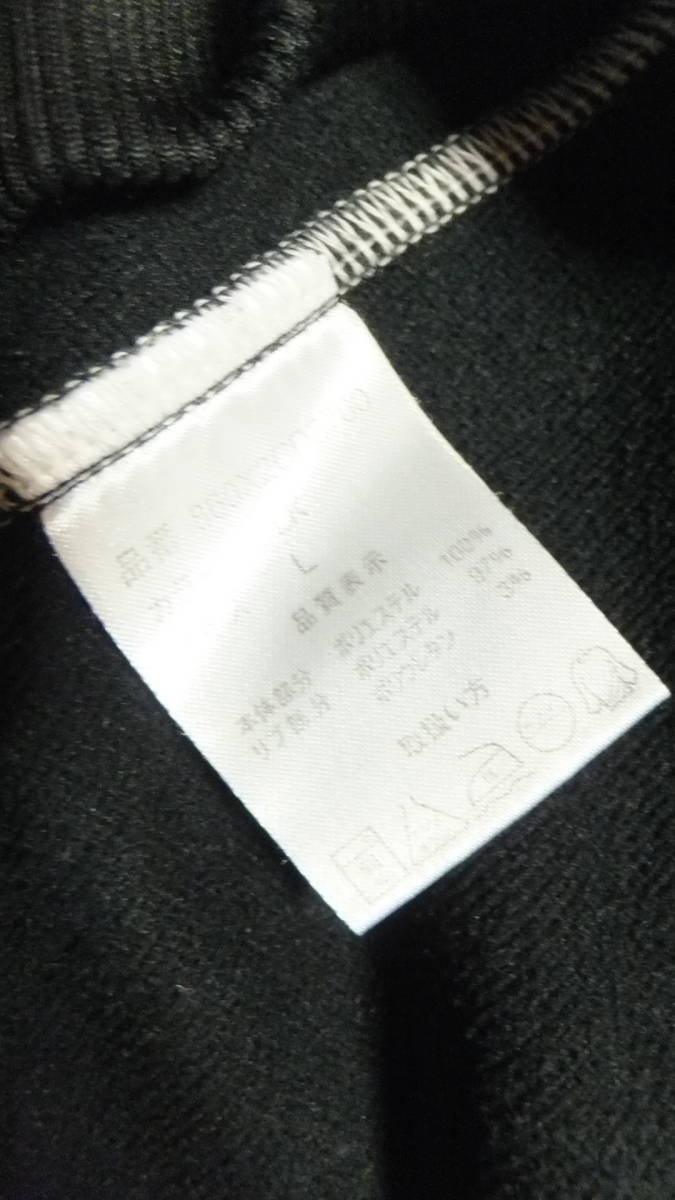 品番
L
品質表示
本体部分 ポリエステル 100%
リブ部分 ポリエステル 97%
ポリウレタン 3%
取扱い方